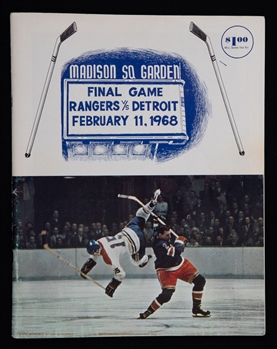 $1.00
MADISON SQ. GARDEN
FINAL GAME
RANGERS VS DETROIT
FEBRUARY 11, 1968